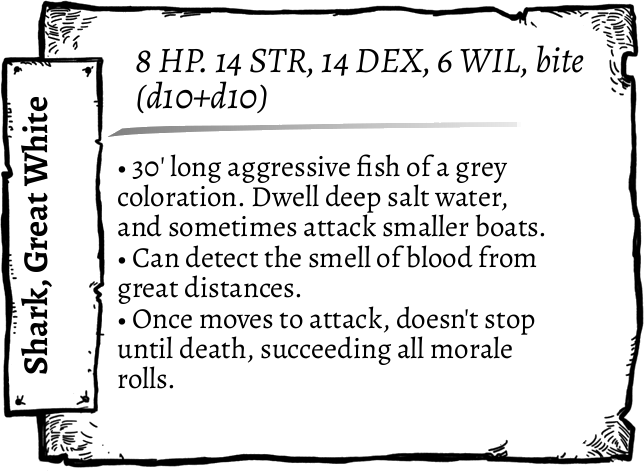 Shark, Great White
8 HP. 14 STR, 14 DEX, 6 WIL, bite
(d10+d10)
• 30' long aggressive fish of a grey
coloration. Dwell deep salt water,
and sometimes attack smaller boats.
• Can detect the smell of blood from
great distances.
• Once moves to attack, doesn't stop
until death, succeeding all morale
rolls.